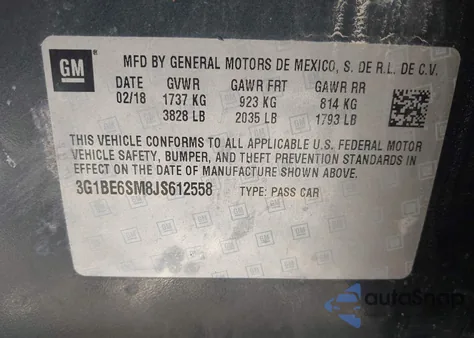 GM
MFD BY GENERAL MOTORS DE MEXICO, S. DE R.L. DE C.V.
DATE GVWR GAWR FRT GAWR RR
02/18 1737 KG 923 KG 814 KG
3828 LB 2035 LB 1793 LB
THIS VEHICLE CONFORMS TO ALL APPLICABLE U.S. FEDERAL MOTOR
VEHICLE SAFETY, BUMPER, AND THEFT PREVENTION STANDARDS IN
EFFECT ON THE DATE OF MANUFACTURE SHOWN ABOVE.
3G1BE6SM8JS612558 TYPE: PASS CAR
autoSnap